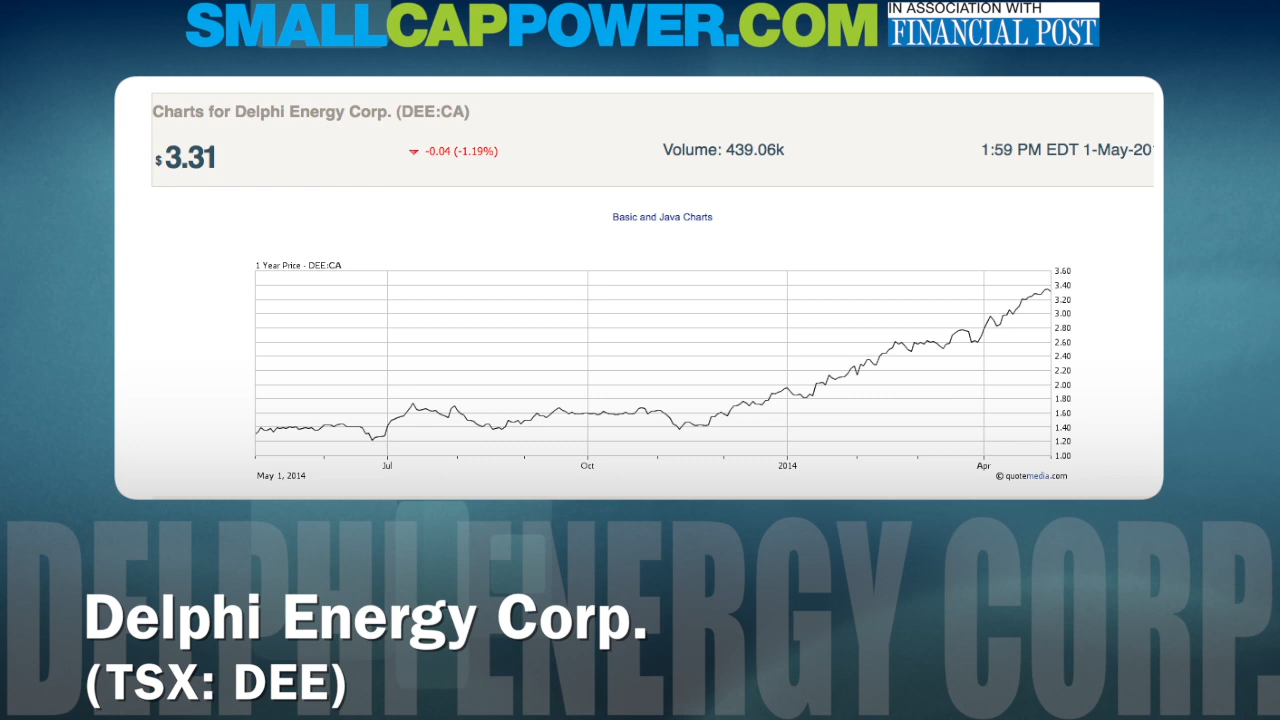 SMALLCAPPOWER.COM
IN ASSOCIATION WITH
FINANCIAL POST
Charts for Delphi Energy Corp. (DEE:CA)
$3.31
-0.04 (-1.19%)
Volume: 439.06k
1:59 PM EDT 1-May-20
Basic and Java Charts
1 Year Price - DEE:CA
3.60
3.40
3.20
3.00
2.80
2.60
2.40
2.20
2.00
1.80
1.60
1.40
1.20
1.00
Jul
Oct
2014
Apr
May 1, 2014
© quotemedia.com
DELPHI ENERGY CORP.
Delphi Energy Corp.
(TSX: DEE)